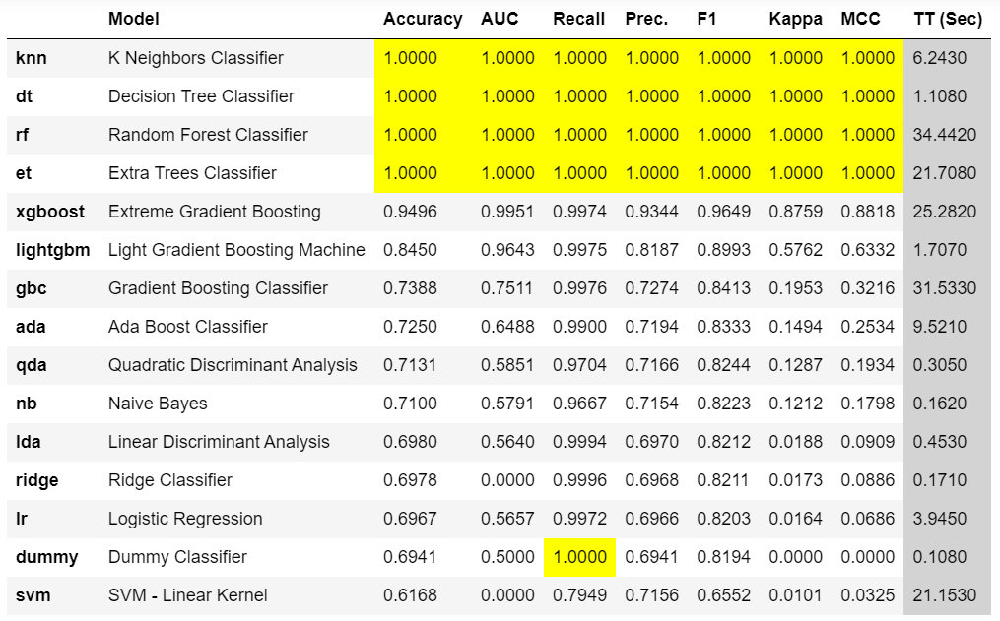 Model Accuracy AUC Recall Prec. F1 Kappa MCC TT (Sec)
knn K Neighbors Classifier 1.0000 1.0000 1.0000 1.0000 1.0000 1.0000 1.0000 6.2430
dt Decision Tree Classifier 1.0000 1.0000 1.0000 1.0000 1.0000 1.0000 1.0000 1.1080
rf Random Forest Classifier 1.0000 1.0000 1.0000 1.0000 1.0000 1.0000 1.0000 34.4420
et Extra Trees Classifier 1.0000 1.0000 1.0000 1.0000 1.0000 1.0000 1.0000 21.7080
xgboost Extreme Gradient Boosting 0.9496 0.9951 0.9974 0.9344 0.9649 0.8759 0.8818 25.2820
lightgbm Light Gradient Boosting Machine 0.8450 0.9643 0.9975 0.8187 0.8993 0.5762 0.6332 1.7070
gbc Gradient Boosting Classifier 0.7388 0.7511 0.9976 0.7274 0.8413 0.1953 0.3216 31.5330
ada Ada Boost Classifier 0.7250 0.6488 0.9900 0.7194 0.8333 0.1494 0.2534 9.5210
qda Quadratic Discriminant Analysis 0.7131 0.5851 0.9704 0.7166 0.8244 0.1287 0.1934 0.3050
nb Naive Bayes 0.7100 0.5791 0.9667 0.7154 0.8223 0.1212 0.1798 0.1620
lda Linear Discriminant Analysis 0.6980 0.5640 0.9994 0.6970 0.8212 0.0188 0.0909 0.4530
ridge Ridge Classifier 0.6978 0.0000 0.9996 0.6968 0.8211 0.0173 0.0886 0.1710
lr Logistic Regression 0.6967 0.5657 0.9972 0.6966 0.8203 0.0164 0.0686 3.9450
dummy Dummy Classifier 0.6941 0.5000 1.0000 0.6941 0.8194 0.0000 0.0000 0.1080
svm SVM - Linear Kernel 0.6168 0.0000 0.7949 0.7156 0.6552 0.0101 0.0325 21.1530